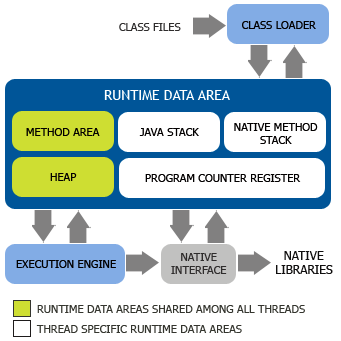 CLASS FILES
CLASS LOADER
RUNTIME DATA AREA
METHOD AREA
JAVA STACK
NATIVE METHOD
STACK
HEAP
PROGRAM COUNTER REGISTER
EXECUTION ENGINE
NATIVE
INTERFACE
NATIVE
LIBRARIES
RUNTIME DATA AREAS SHARED AMONG ALL THREADS
THREAD SPECIFIC RUNTIME DATA AREAS